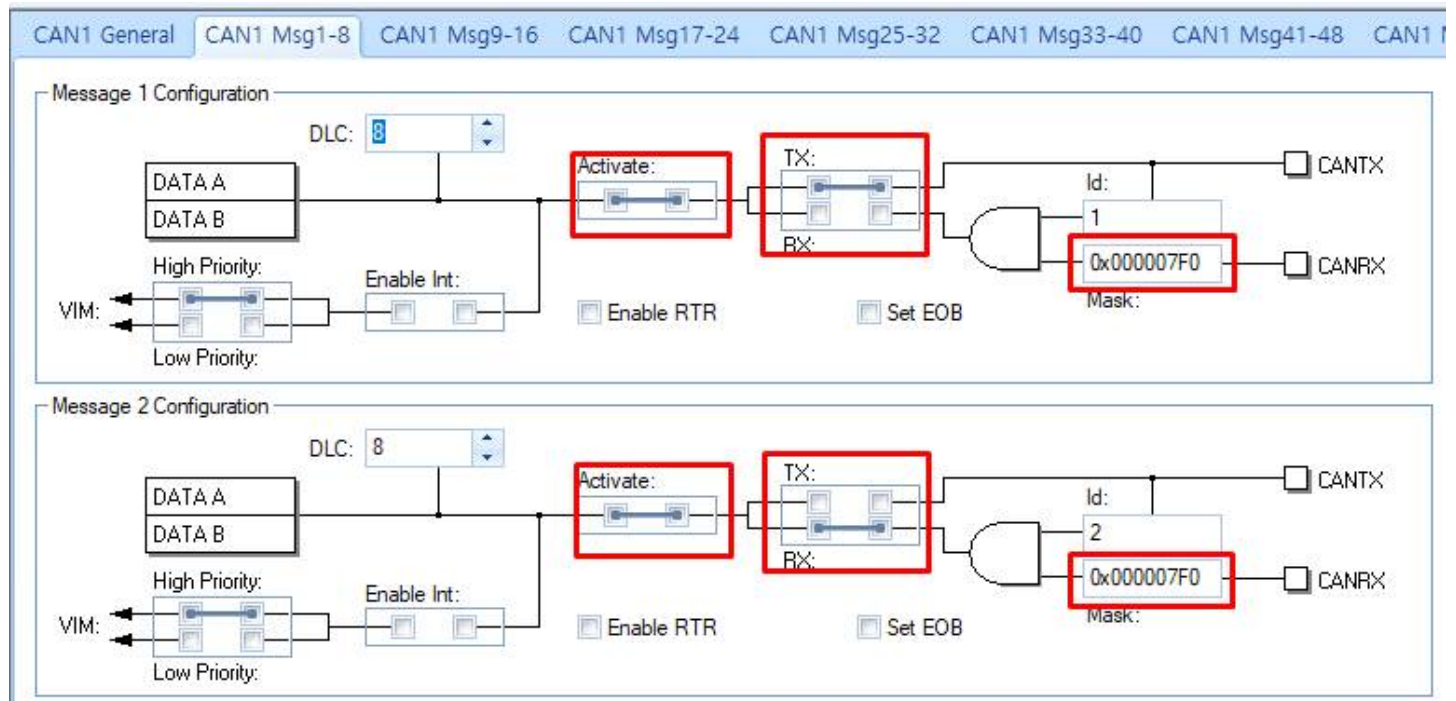 CAN1 General CAN1 Msg1-8 CAN1 Msg9-16 CAN1 Msg17-24 CAN1 Msg25-32 CAN1 Msg33-40 CAN1 Msg41-48 CAN1
Message 1 Configuration
DLC: 8
Activate:
TX:
CANTX
DATA A
Id:
DATA B
1
RX:
High Priority:
0x000007F0
CANRX
Enable Int:
VIM:
Enable RTR
Set EOB
Mask:
Low Priority:
Message 2 Configuration
DLC: 8
Activate:
TX:
CANTX
DATA A
Id:
DATA B
2
RX:
High Priority:
0x000007F0
CANRX
Enable Int:
VIM:
Enable RTR
Set EOB
Mask:
Low Priority: